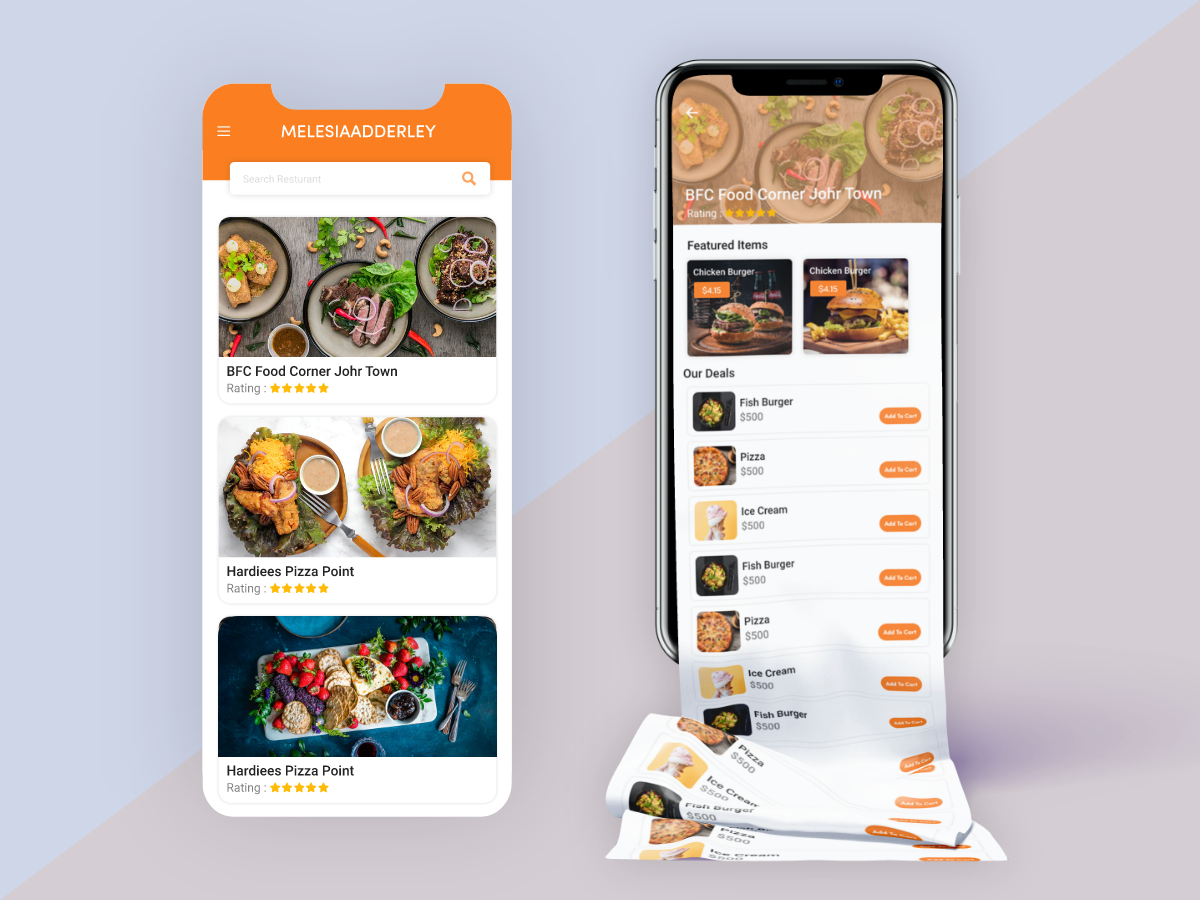 MELESIAADDERLEY
Search Resturant
BFC Food Corner Johr Town
Rating :
Hardiees Pizza Point
Rating :
Hardiees Pizza Point
Rating :
BFC Food Corner Johr Town
Rating :
Featured Items
Chicken Burger
$4.15
Chicken Burger
$4.15
Our Deals
Fish Burger
$500
Add To Cart
Pizza
$500
Add To Cart
Ice Cream
$500
Add To Cart
Fish Burger
$500
Add To Cart
Pizza
$500
Add To Cart
Ice Cream
$500
Add To Cart
Fish Burger
$500
Add To Cart
Pizza
$500
Add To Cart
Ice Cream
$500
Add To Cart
Fish Burger
Add To Cart
Pizza
$500
Ice Cream